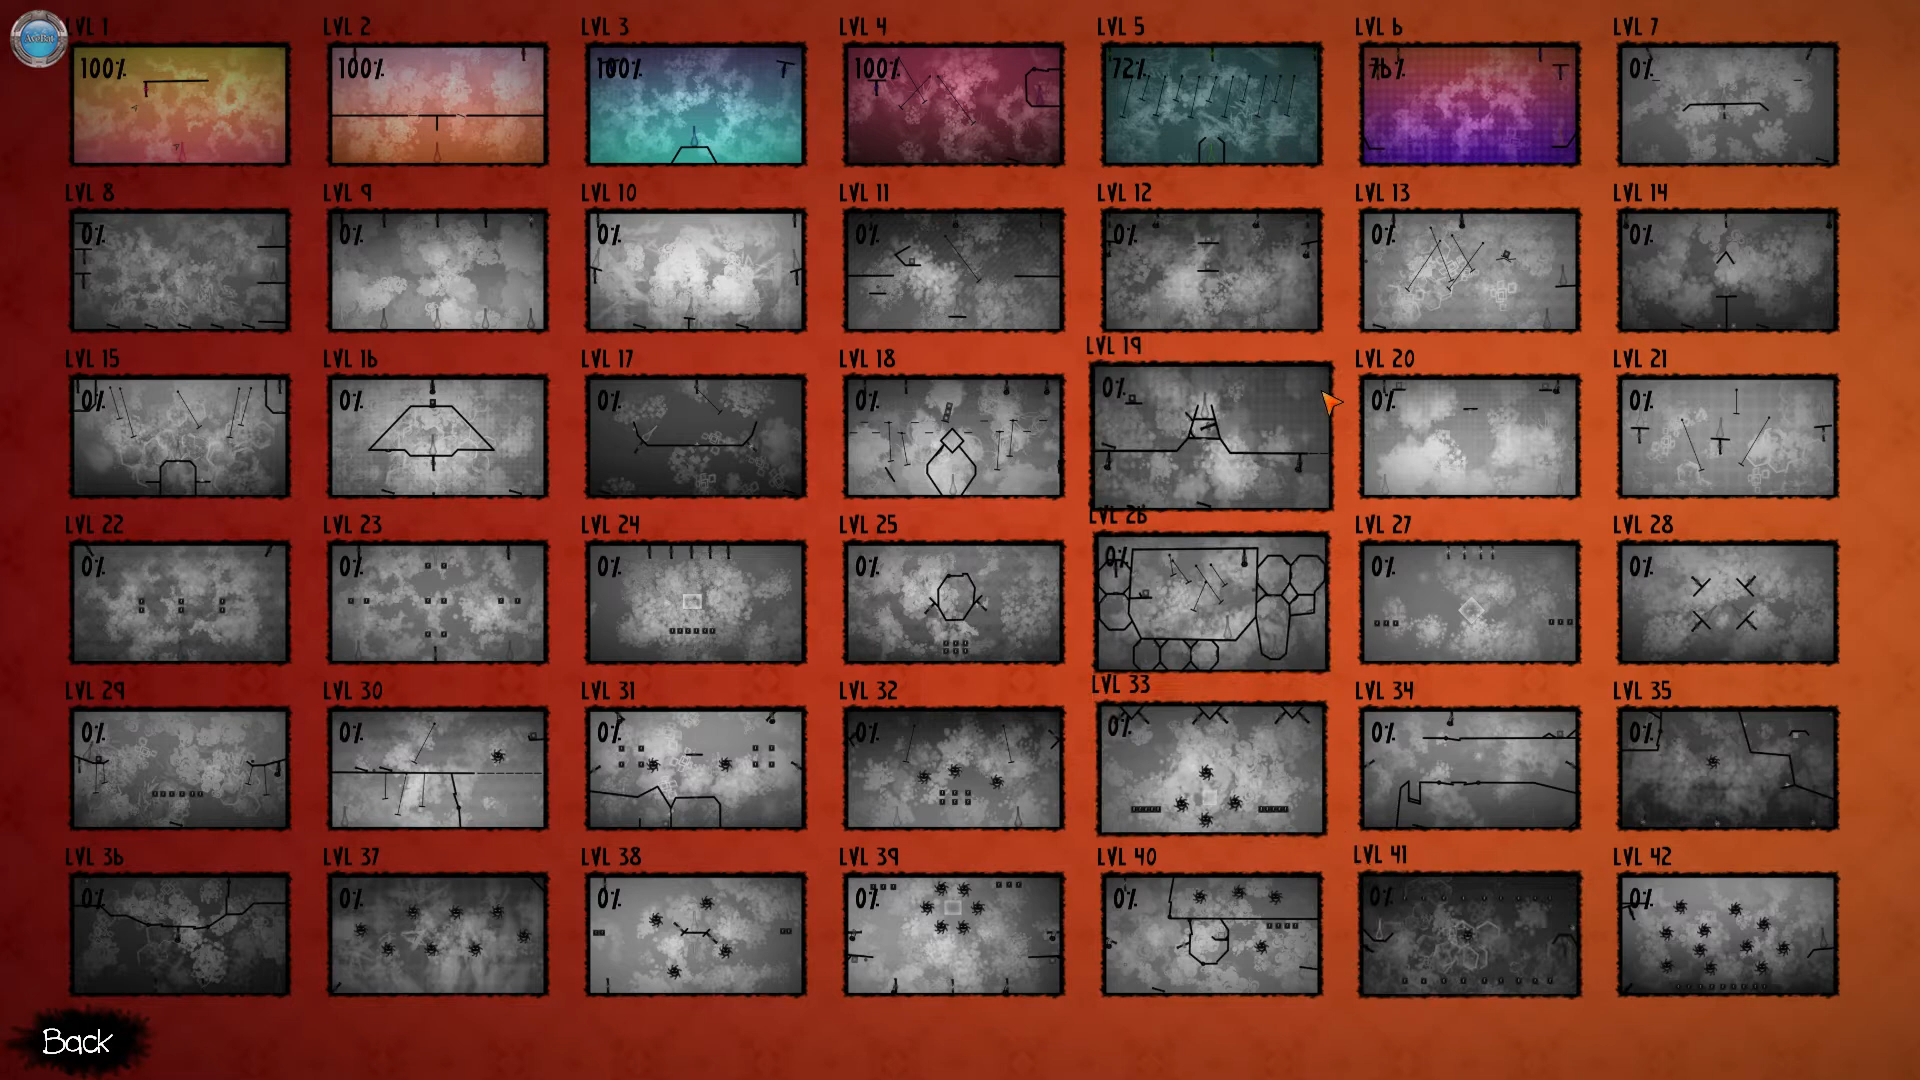 LVL 1 LVL 2 LVL 3 LVL 4 LVL 5 LVL 6 LVL 7
100% 100% 100% 100% 72% 76% 0%
LVL 8 LVL 9 LVL 10 LVL 11 LVL 12 LVL 13 LVL 14
0% 0% 0% 0% 0% 0% 0%
LVL 15 LVL 16 LVL 17 LVL 18 LVL 19 LVL 20 LVL 21
0% 0% 0% 0% 0% 0% 0%
LVL 22 LVL 23 LVL 24 LVL 25 LVL 26 LVL 27 LVL 28
0% 0% 0% 0% 0% 0% 0%
LVL 29 LVL 30 LVL 31 LVL 32 LVL 33 LVL 34 LVL 35
0% 0% 0% 0% 0% 0% 0%
LVL 36 LVL 37 LVL 38 LVL 39 LVL 40 LVL 41 LVL 42
0% 0% 0% 0% 0% 0% 0%
Back